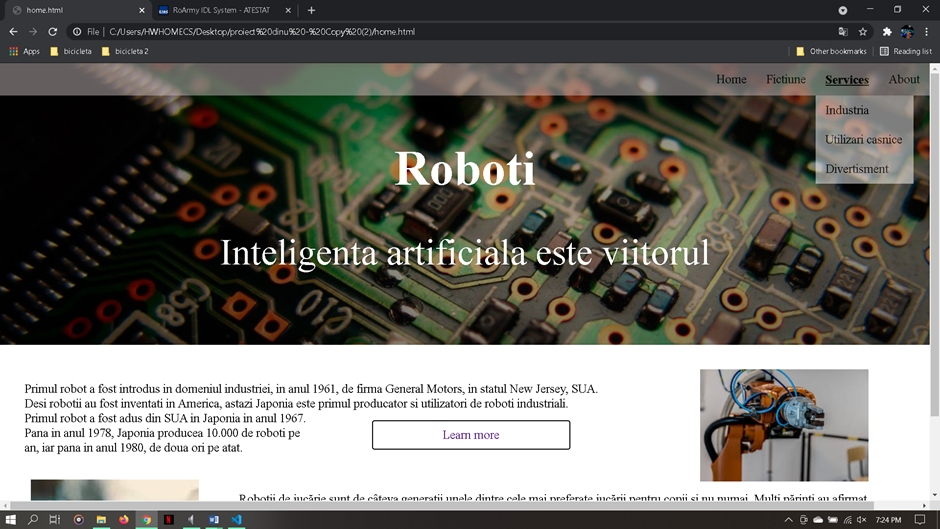 home.html
RoArmy IDL System - ATESTAT
File | C:/Users/HWHOMECS/Desktop/proiect%20dinu%20-%20Copy%20(2)/home.html
Apps bicicleta bicicleta 2 Other bookmarks Reading list
Home Fictiune Services About
Industria
Utilizari casnice
Divertisment
Roboti
Inteligenta artificiala este viitorul
Primul robot a fost introdus in domeniul industriei, in anul 1961, de firma General Motors, in statul New Jersey, SUA.
Desi robotii au fost inventati in America, astazi Japonia este primul producator si utilizatori de roboti industriali.
Primul robot a fost adus din SUA in Japonia in anul 1967.
Pana in anul 1978, Japonia producea 10.000 de roboti pe
an, iar pana in anul 1980, de doua ori pe atat.
Learn more
Roboții de jucărie sunt de câteva generații unele dintre cele mai preferate jucării pentru copii și nu numai. Mulți părinți au afirmat
7:24 PM